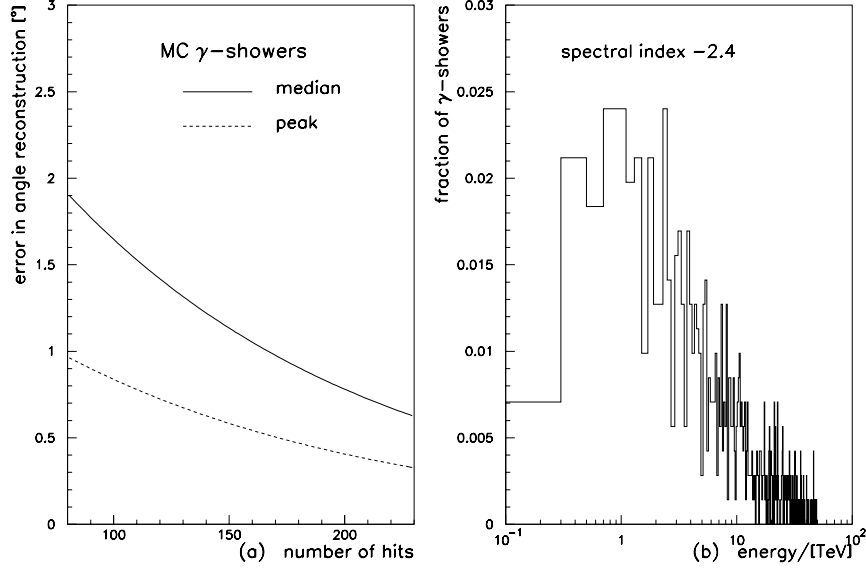 error in angle reconstruction [°]
3
2.5
2
1.5
1
0.5
0
MC γ−showers
median
peak
100
150
200
(a) number of hits
fraction of γ−showers
0.03
0.025
0.02
0.015
0.01
0.005
0
spectral index −2.4
10⁻¹
1
10
10²
(b) energy/[TeV]